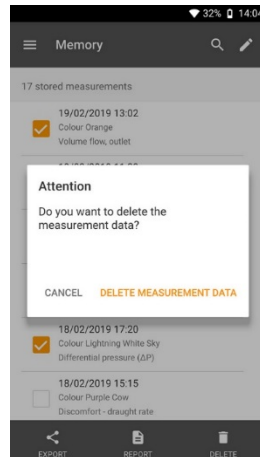 32% 14:04
Memory
17 stored measurements
19/02/2019 13:02
Colour Orange
Volume flow, outlet
Attention
Do you want to delete the
measurement data?
CANCEL DELETE MEASUREMENT DATA
18/02/2019 17:20
Colour Lightning White Sky
Differential pressure (ΔP)
18/02/2019 15:15
Colour Purple Cow
Discomfort - draught rate
EXPORT REPORT DELETE